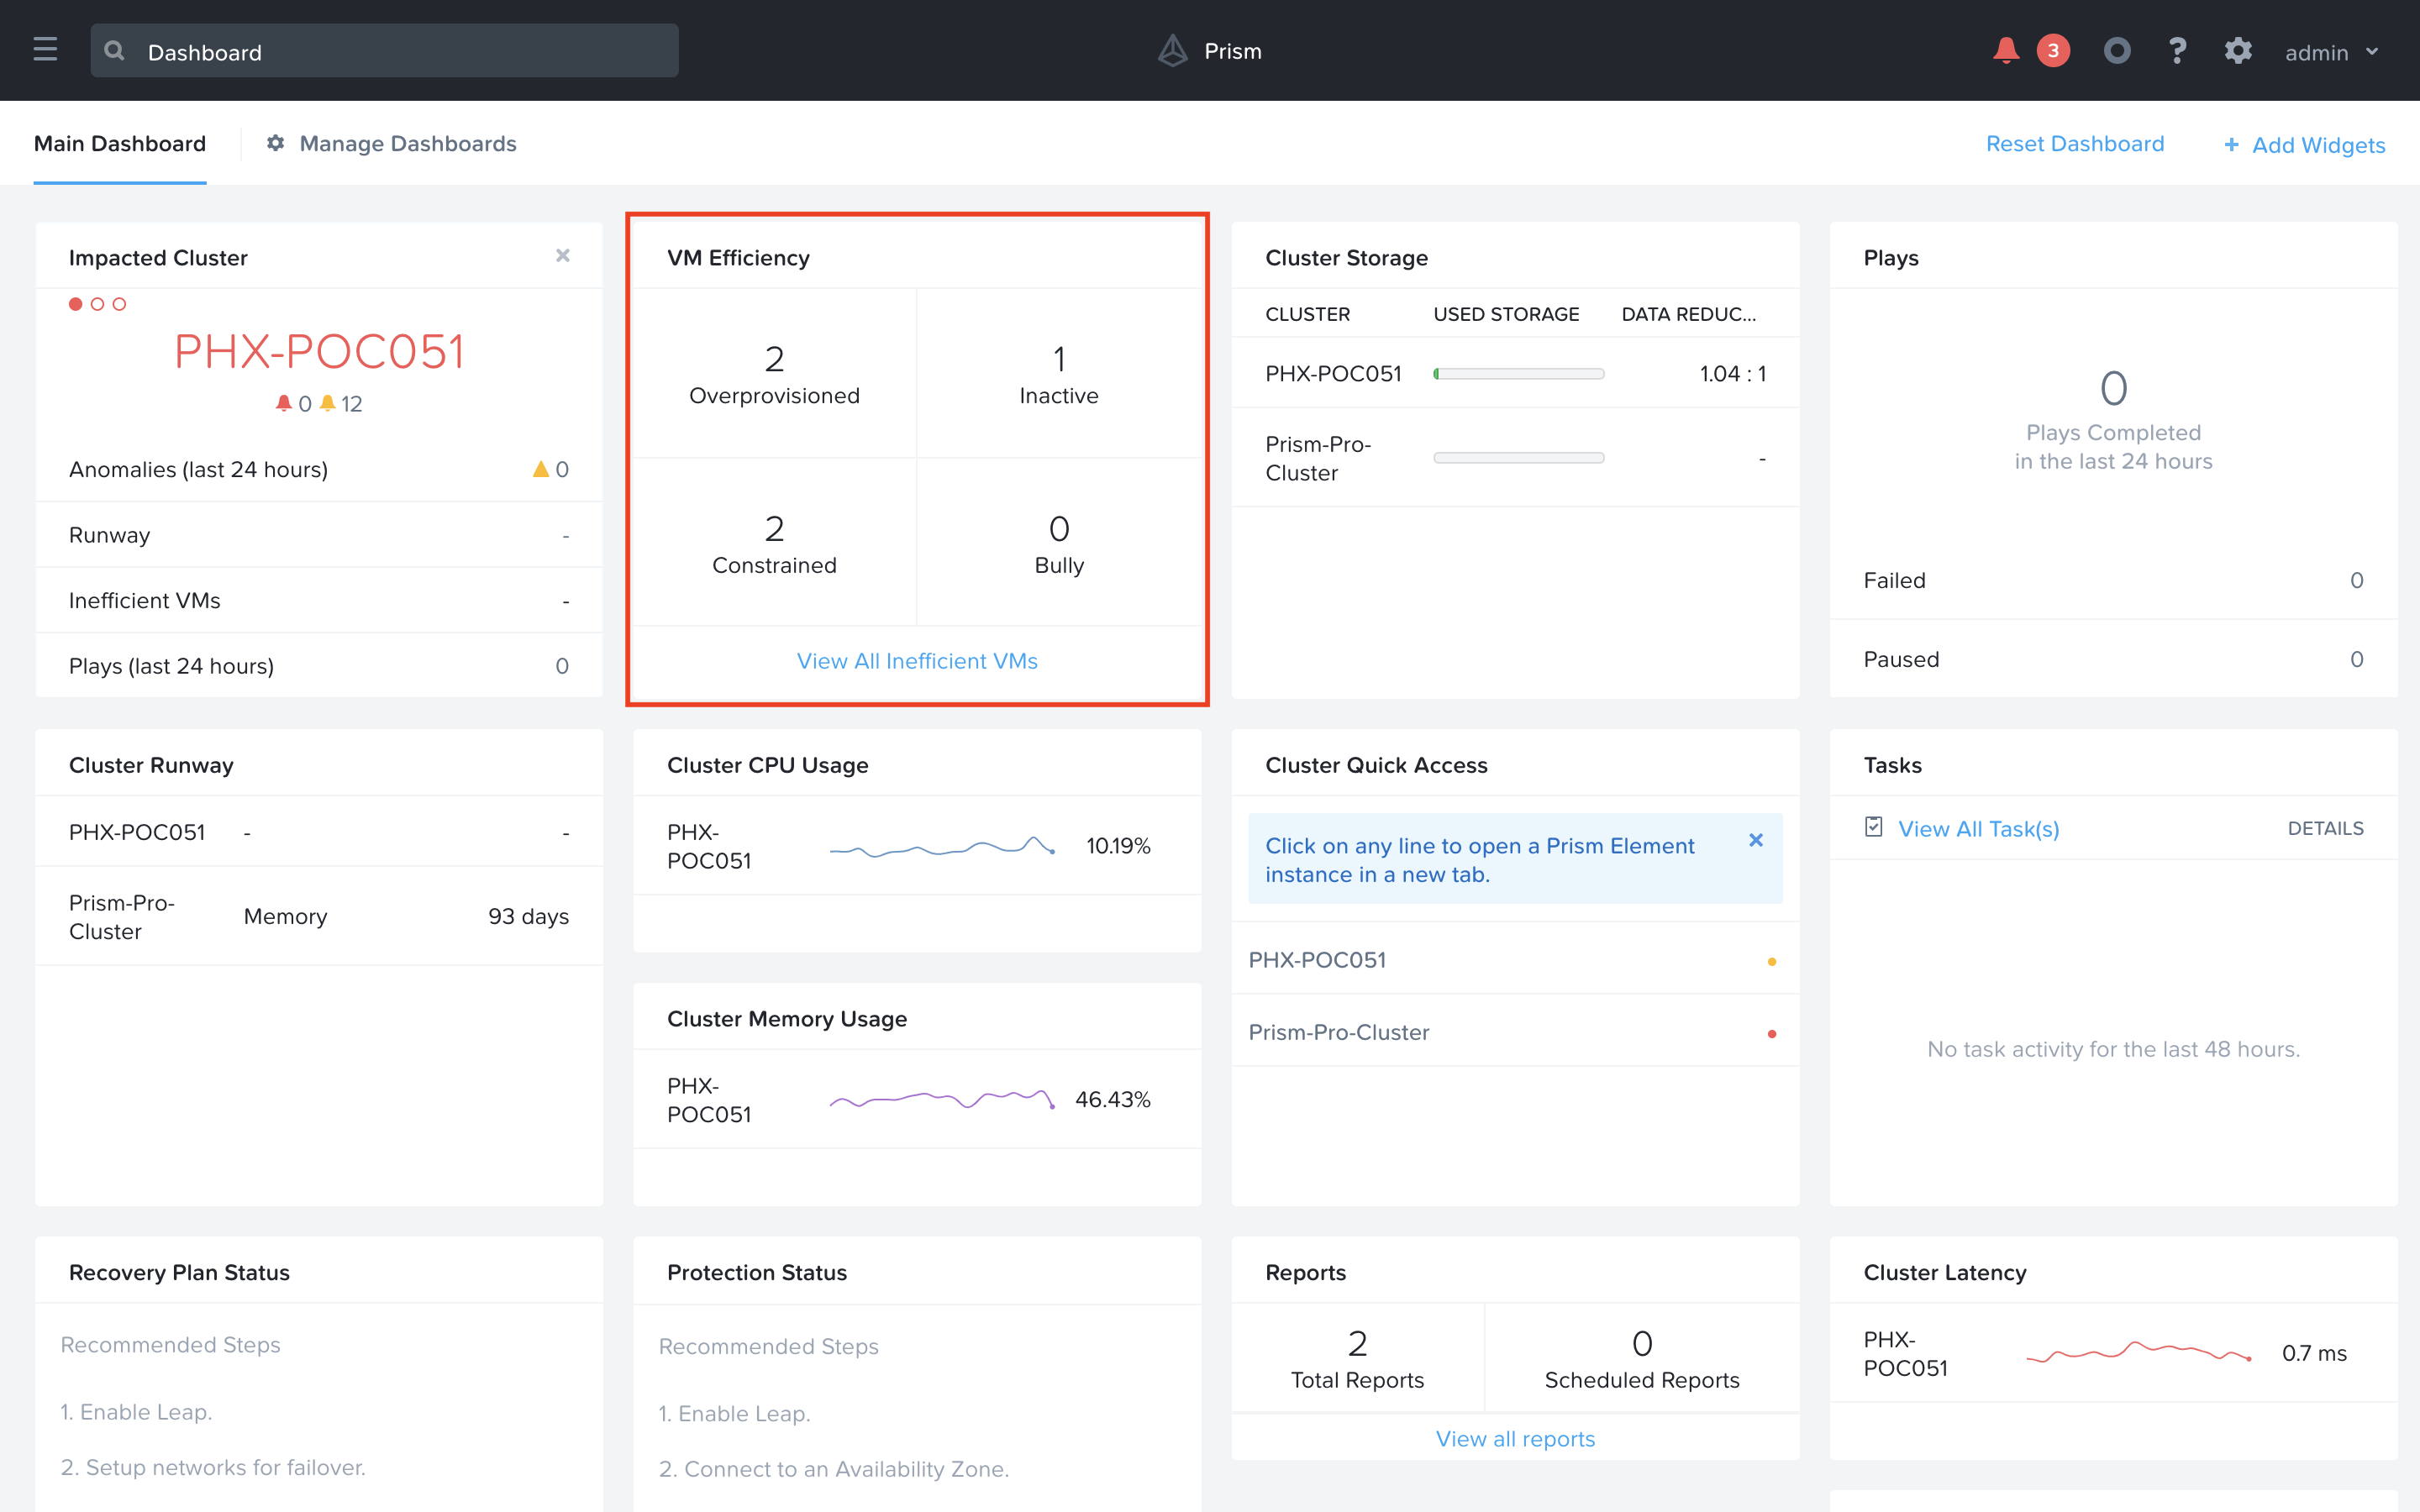 Dashboard
Prism
3
admin
Main Dashboard
Manage Dashboards
Reset Dashboard
+ Add Widgets
Impacted Cluster
PHX-POC051
0 12
Anomalies (last 24 hours) 0
Runway -
Inefficient VMs -
Plays (last 24 hours) 0
VM Efficiency
2
Overprovisioned
1
Inactive
2
Constrained
0
Bully
View All Inefficient VMs
Cluster Storage
CLUSTER USED STORAGE DATA REDUC...
PHX-POC051 1.04 : 1
Prism-Pro-
Cluster -
Plays
0
Plays Completed
in the last 24 hours
Failed 0
Paused 0
Cluster Runway
PHX-POC051 - -
Prism-Pro-
Cluster Memory 93 days
Cluster CPU Usage
PHX-
POC051 10.19%
Cluster Memory Usage
PHX-
POC051 46.43%
Cluster Quick Access
Click on any line to open a Prism Element
instance in a new tab.
PHX-POC051
Prism-Pro-Cluster
Tasks
View All Task(s) DETAILS
No task activity for the last 48 hours.
Recovery Plan Status
Recommended Steps
1. Enable Leap.
2. Setup networks for failover.
Protection Status
Recommended Steps
1. Enable Leap.
2. Connect to an Availability Zone.
Reports
2
Total Reports
0
Scheduled Reports
View all reports
Cluster Latency
PHX-
POC051 0.7 ms